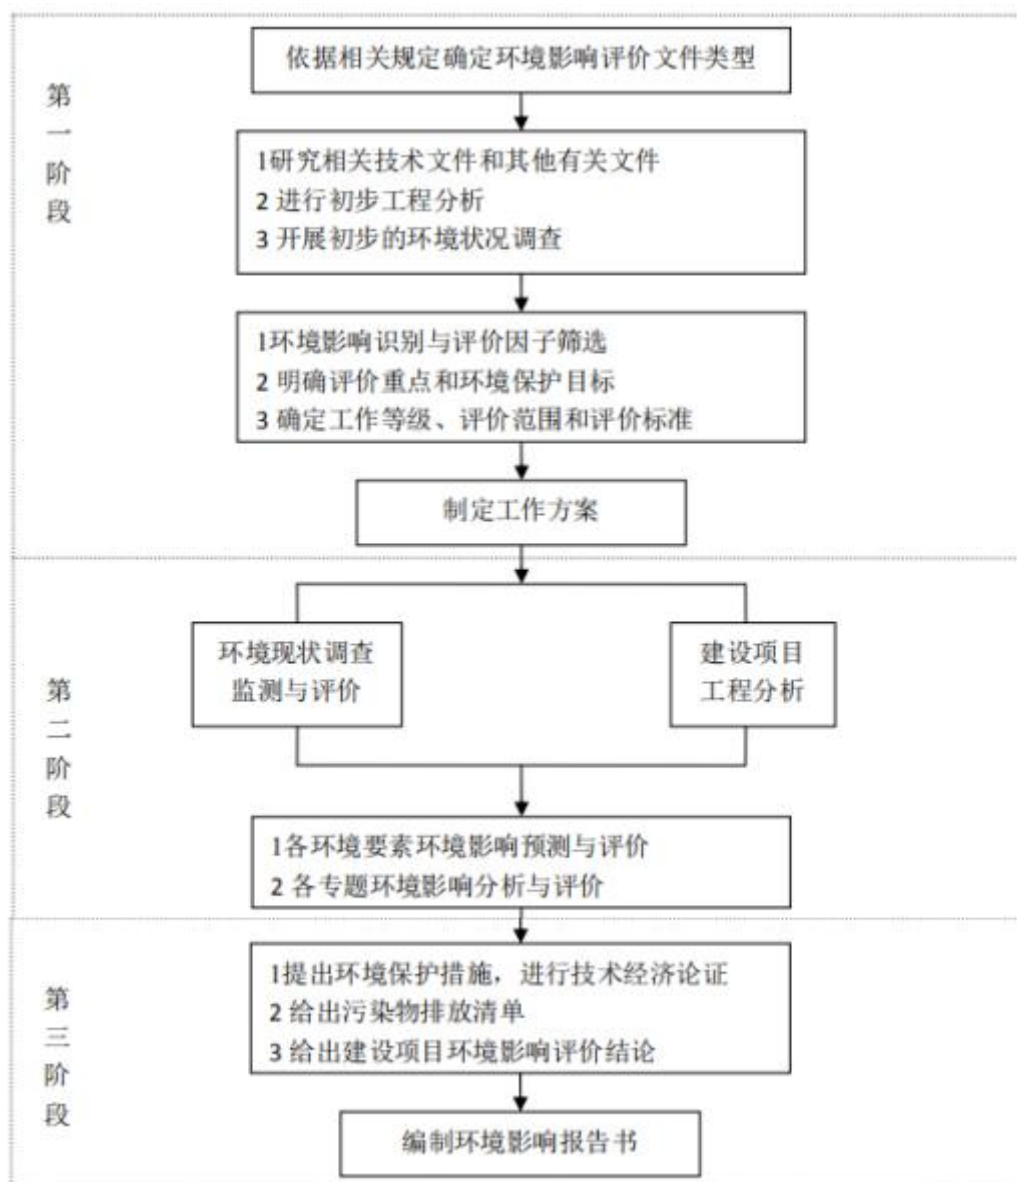 依据相关规定确定环境影响评价文件类型
第一阶段
1研究相关技术文件和其他有关文件
2 进行初步工程分析
3 开展初步的环境状况调查
1环境影响识别与评价因子筛选
2 明确评价重点和环境保护目标
3 确定工作等级、评价范围和评价标准
制定工作方案
第二阶段
环境现状调查
监测与评价
建设项目
工程分析
1各环境要素环境影响预测与评价
2 各专题环境影响分析与评价
第三阶段
1提出环境保护措施，进行技术经济论证
2 给出污染物排放清单
3 给出建设项目环境影响评价结论
编制环境影响报告书